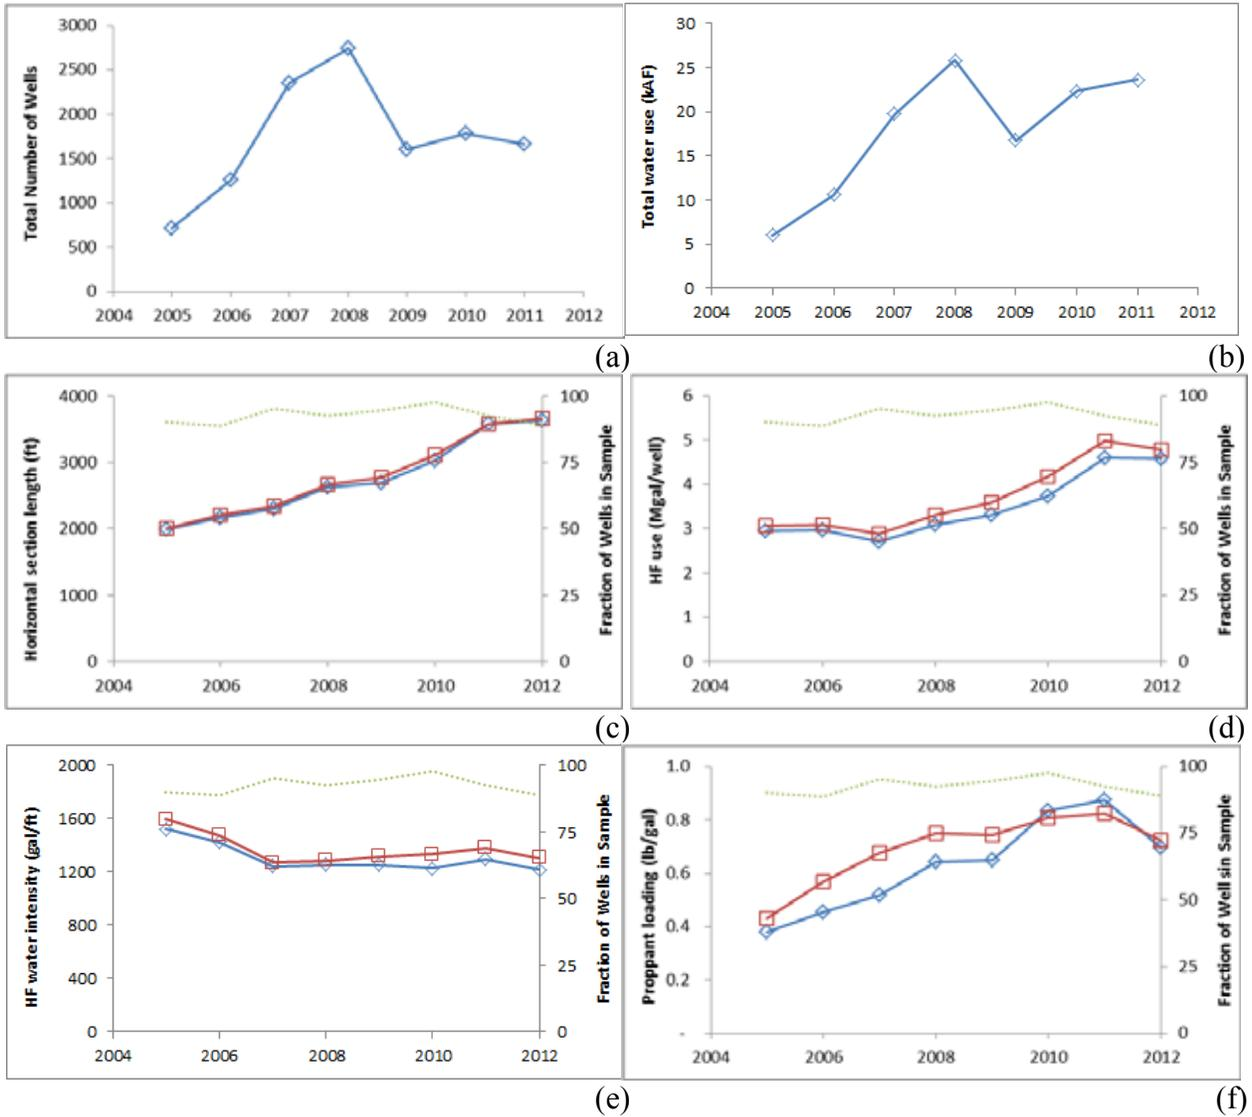 Total Number of Wells
3000
2500
2000
1500
1000
500
0
2004 2005 2006 2007 2008 2009 2010 2011 2012
(a)
Total water use (kAF)
30
25
20
15
10
5
0
2004 2005 2006 2007 2008 2009 2010 2011 2012
(b)
Horizontal section length (ft)
4000
3000
2000
1000
0
2004 2006 2008 2010 2012
100
75
50
25
0
Fraction of Wells in Sample
(c)
HF use (Mgal/well)
6
5
4
3
2
1
0
2004 2006 2008 2010 2012
100
75
50
25
0
Fraction of Wells in Sample
(d)
HF water intensity (gal/ft)
2000
1600
1200
800
400
0
2004 2006 2008 2010 2012
100
75
50
25
0
Fraction of Wells in Sample
(e)
Proppant loading (lb/gal)
1.0
0.8
0.6
0.4
0.2
-
2004 2006 2008 2010 2012
100
75
50
25
0
Fraction of Well sin Sample
(f)